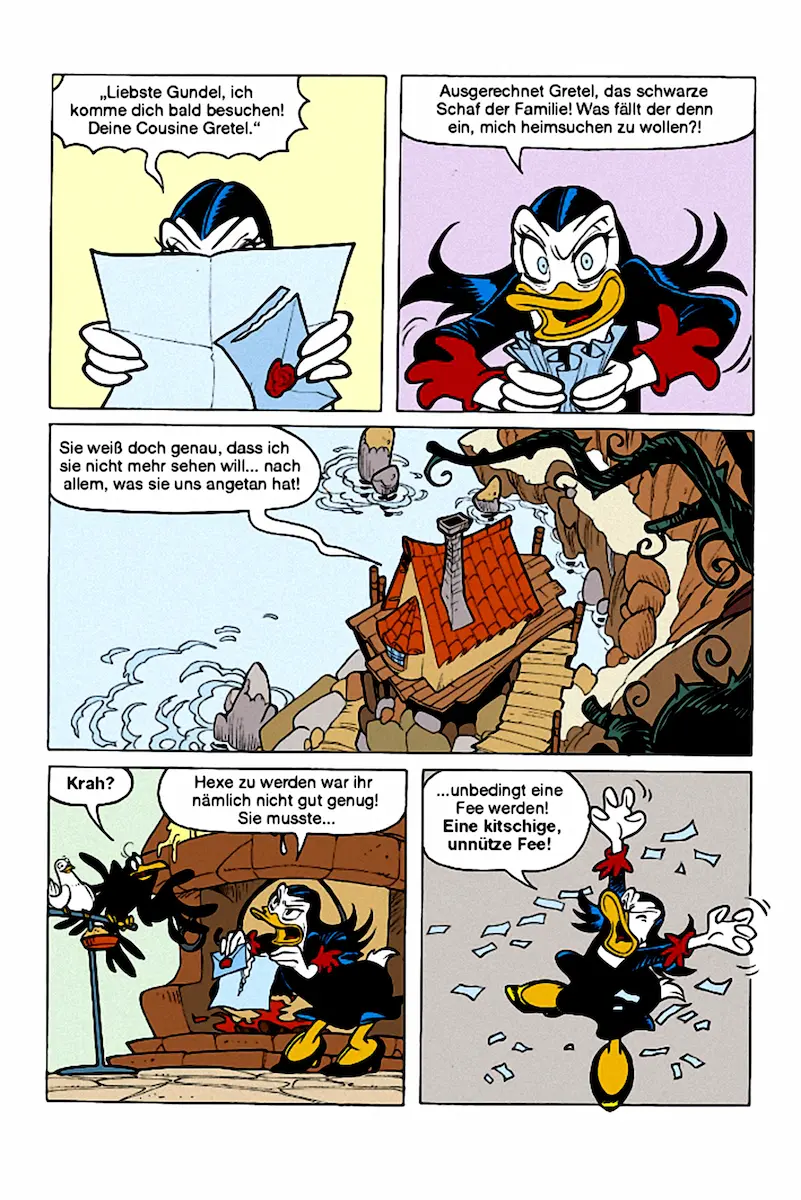 „Liebste Gundel, ich
komme dich bald besuchen!
Deine Cousine Gretel.“
Ausgerechnet Gretel, das schwarze
Schaf der Familie! Was fällt der denn
ein, mich heimsuchen zu wollen?!
Sie weiß doch genau, dass ich
sie nicht mehr sehen will... nach
allem, was sie uns angetan hat!
Krah?
Hexe zu werden war ihr
nämlich nicht gut genug!
Sie musste...
...unbedingt eine
Fee werden!
Eine kitschige,
unnütze Fee!